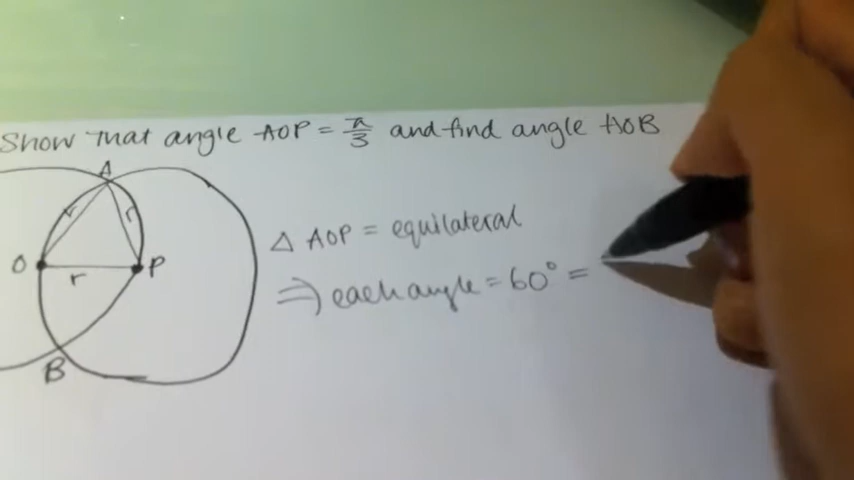 Show that angle AOP = π/3 and find angle AOB
A
r r
△ AOP = equilateral
O P
r
⇒ each angle = 60° =
B